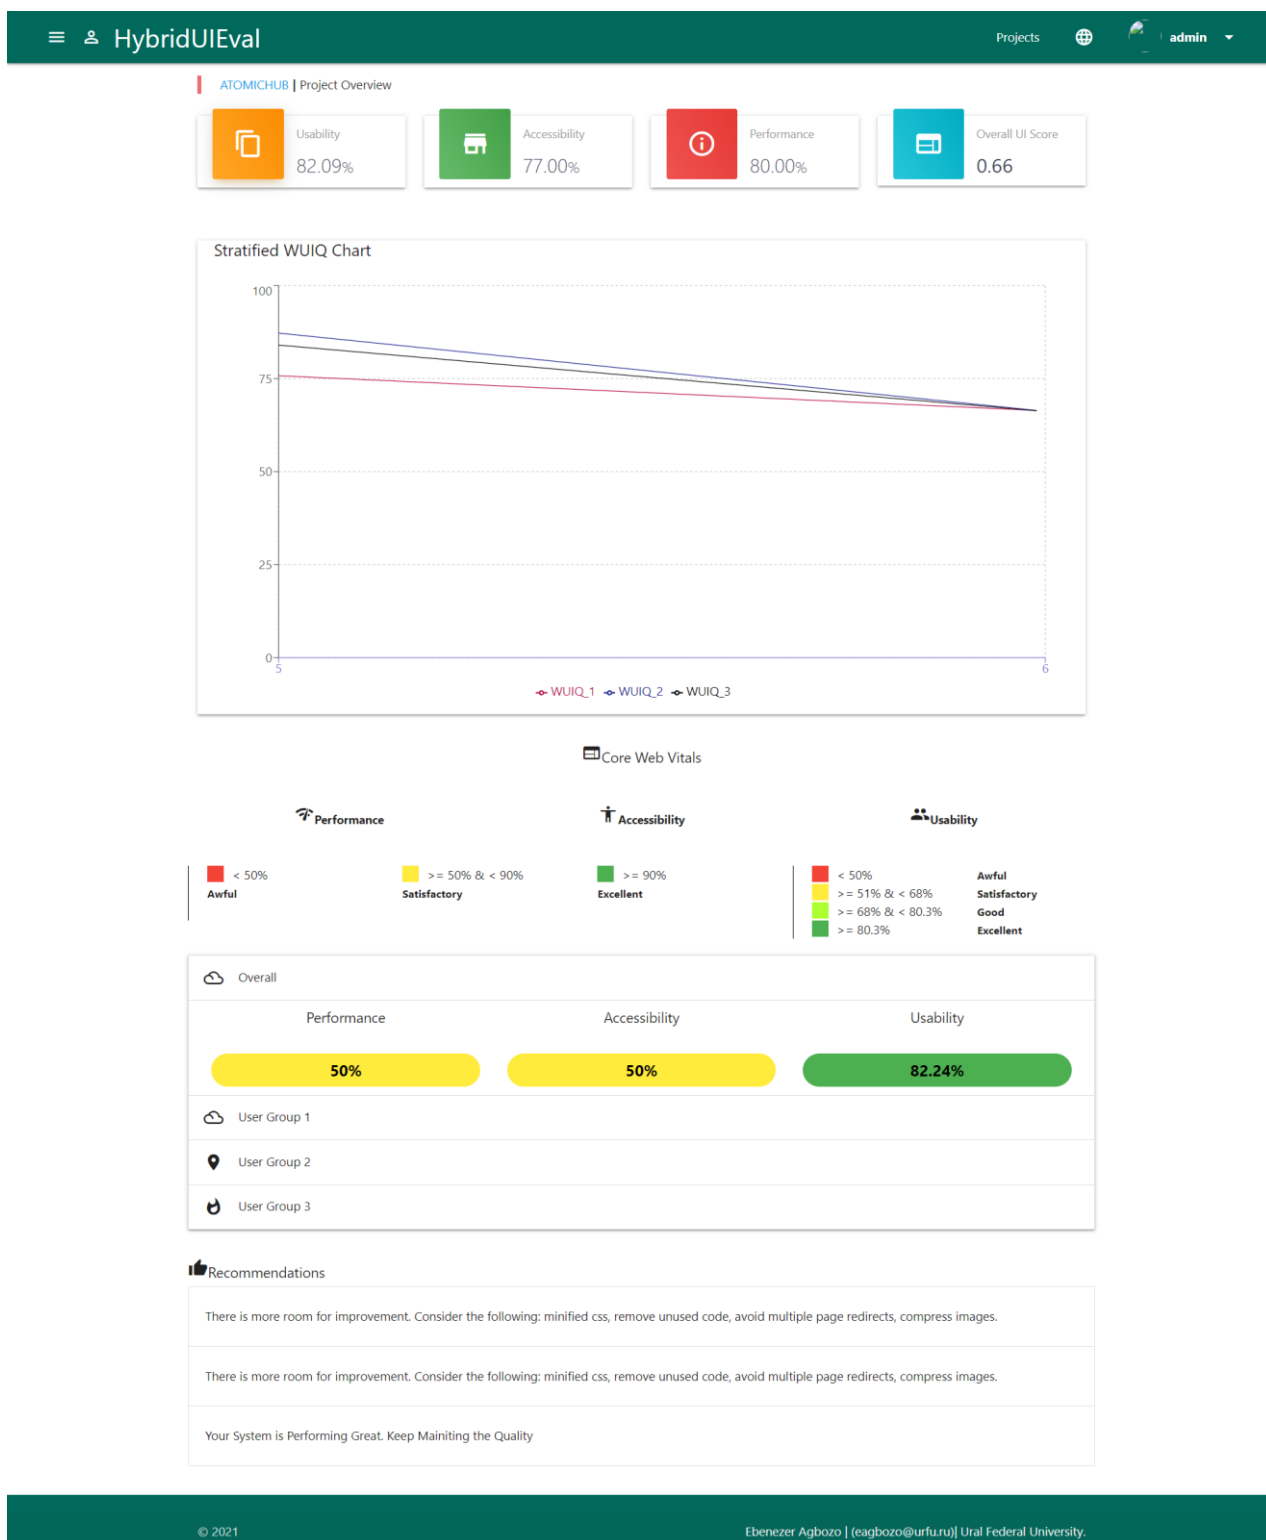 HybridUIEval
Projects
admin
ATOMICHUB | Project Overview
Usability
82.09%
Accessibility
77.00%
Performance
80.00%
Overall UI Score
0.66
Stratified WUIQ Chart
100
75
50
25
0
5
6
WUIQ_1 WUIQ_2 WUIQ_3
Core Web Vitals
Performance
Accessibility
Usability
< 50%
Awful
>= 50% & < 90%
Satisfactory
>= 90%
Excellent
< 50% Awful
>= 51% & < 68% Satisfactory
>= 68% & < 80.3% Good
>= 80.3% Excellent
Overall
Performance Accessibility Usability
50% 50% 82.24%
User Group 1
User Group 2
User Group 3
Recommendations
There is more room for improvement. Consider the following: minified css, remove unused code, avoid multiple page redirects, compress images.
There is more room for improvement. Consider the following: minified css, remove unused code, avoid multiple page redirects, compress images.
Your System is Performing Great. Keep Mainiting the Quality
© 2021
Ebenezer Agbozo | (eagbozo@urfu.ru)| Ural Federal University.